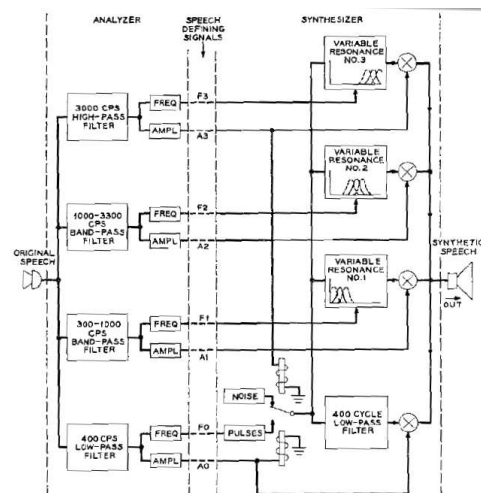 ANALYZER
SPEECH
DEFINING
SIGNALS
SYNTHESIZER
VARIABLE
RESONANCE
NO.3
3000 CPS
HIGH-PASS
FILTER
FREQ
F3
AMPL
A3
VARIABLE
RESONANCE
NO.2
1000-3300
CPS
BAND-PASS
FILTER
FREQ
F2
AMPL
A2
ORIGINAL
SPEECH
SYNTHETIC
SPEECH
OUT
VARIABLE
RESONANCE
NO.1
300-1000
CPS
BAND-PASS
FILTER
FREQ
F1
AMPL
A1
NOISE
400 CPS
LOW-PASS
FILTER
FREQ
F0
PULSES
AMPL
A0
400 CYCLE
LOW-PASS
FILTER